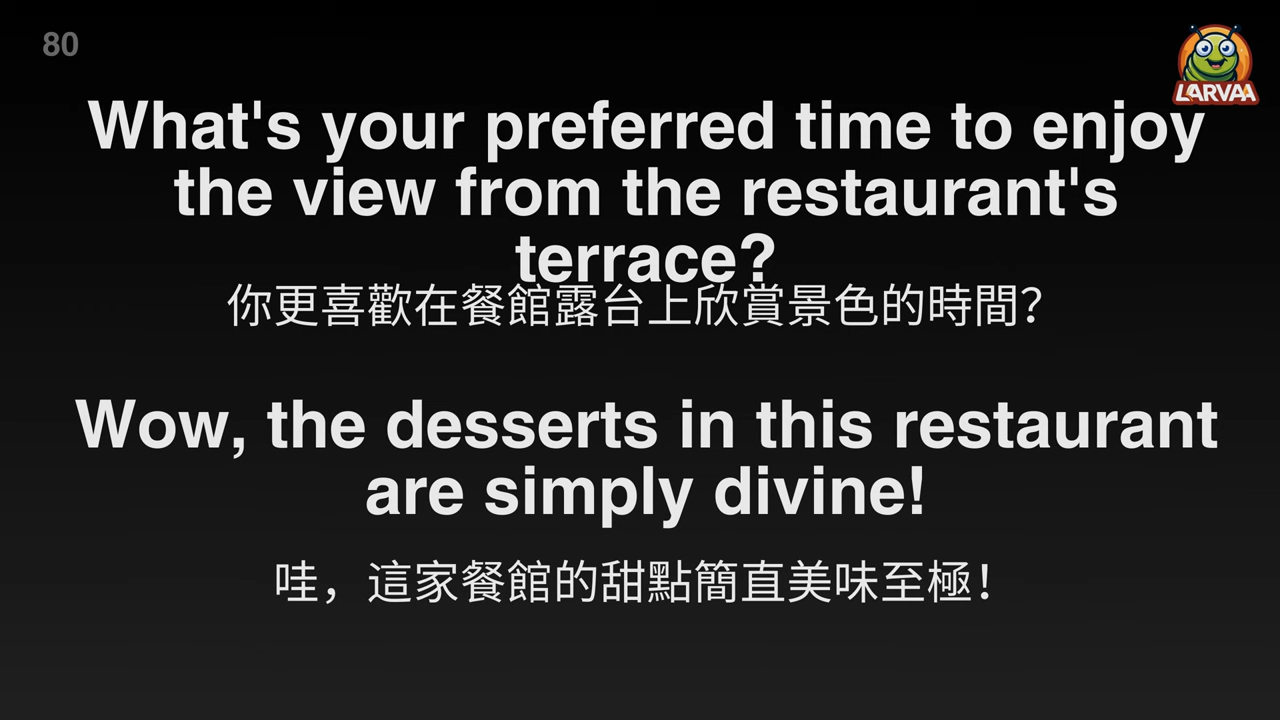 80
LARVAA
What's your preferred time to enjoy
the view from the restaurant's
terrace?
你更喜歡在餐館露台上欣賞景色的時間?
Wow, the desserts in this restaurant
are simply divine!
哇，這家餐館的甜點簡直美味至極！